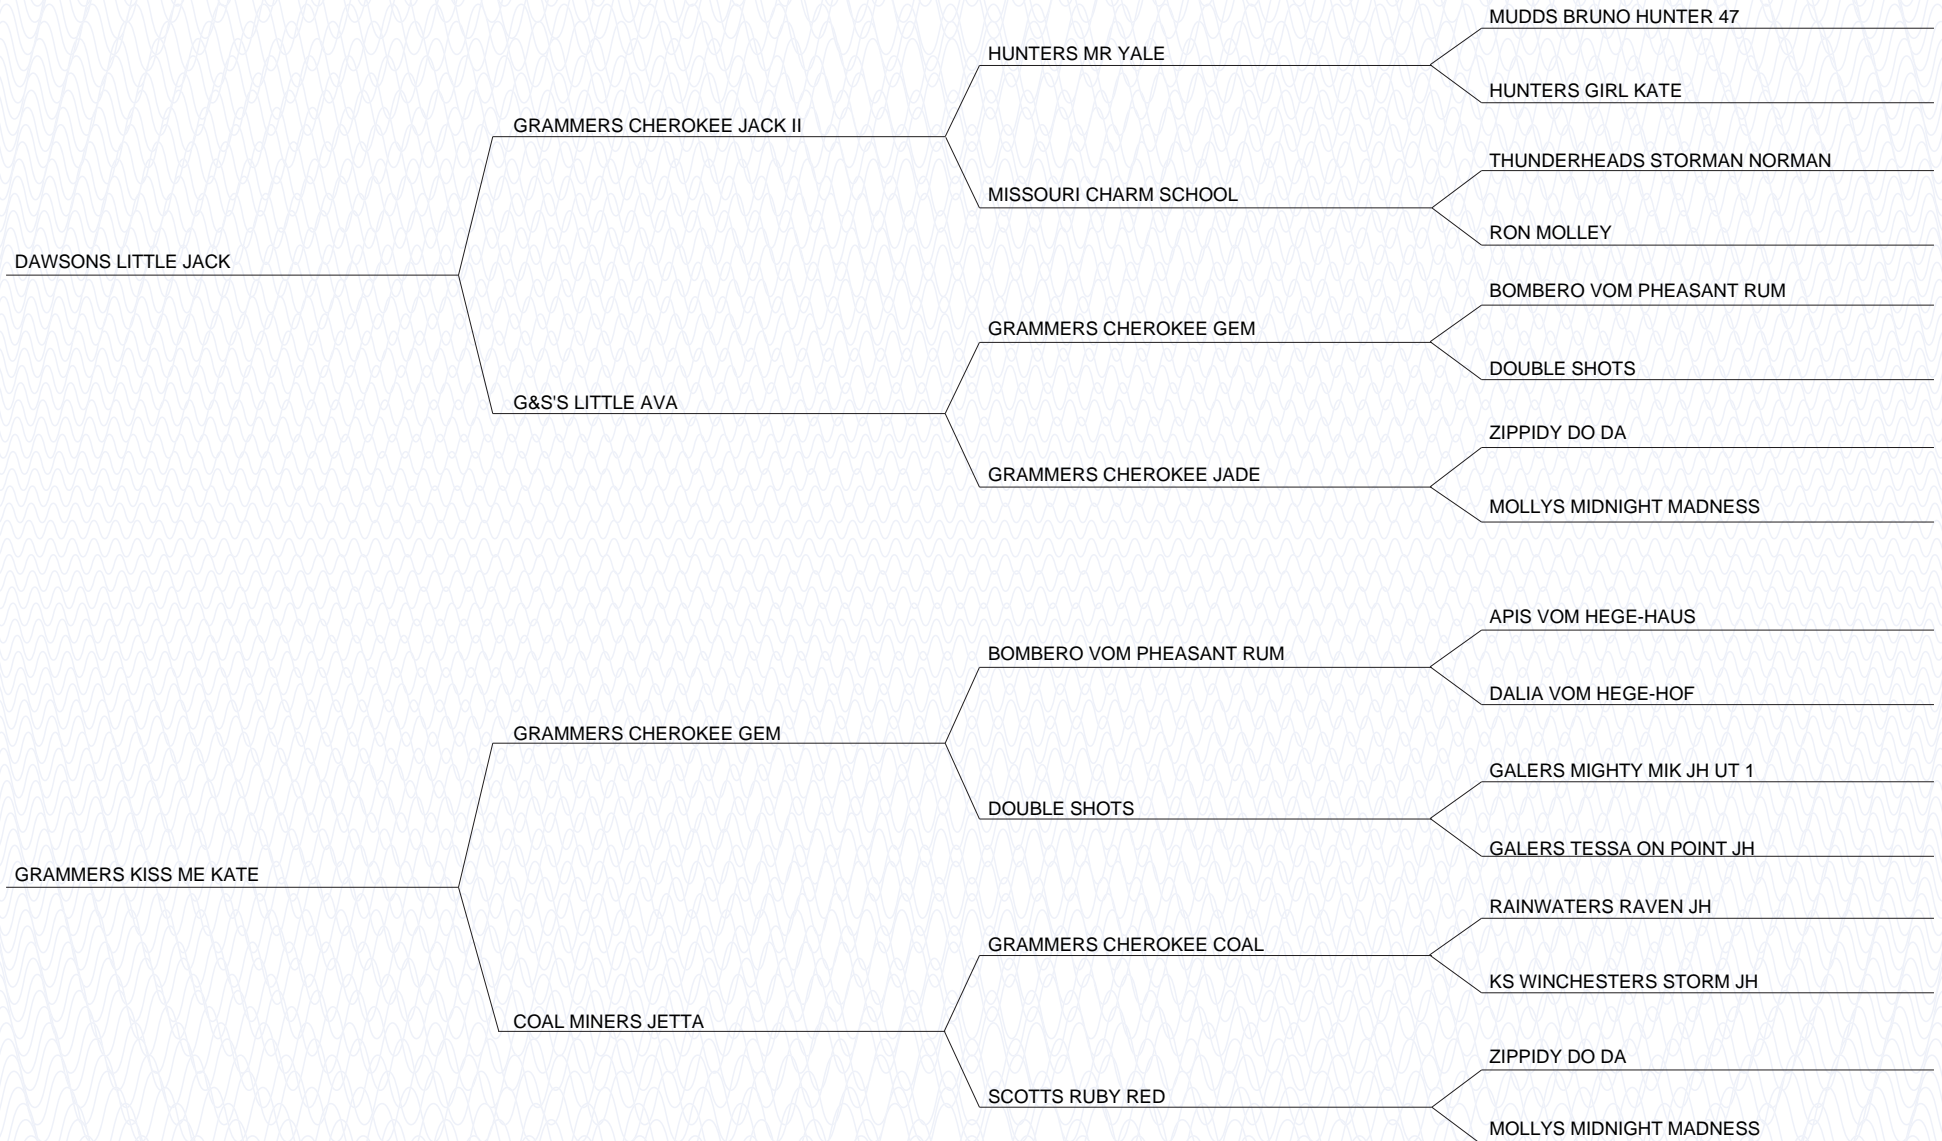 MUDDS BRUNO HUNTER 47
HUNTERS MR YALE
HUNTERS GIRL KATE
GRAMMERS CHEROKEE JACK II
THUNDERHEADS STORMAN NORMAN
MISSOURI CHARM SCHOOL
RON MOLLEY
DAWSONS LITTLE JACK
BOMBERO VOM PHEASANT RUM
GRAMMERS CHEROKEE GEM
DOUBLE SHOTS
G&S'S LITTLE AVA
ZIPPIDY DO DA
GRAMMERS CHEROKEE JADE
MOLLYS MIDNIGHT MADNESS
APIS VOM HEGE-HAUS
BOMBERO VOM PHEASANT RUM
DALIA VOM HEGE-HOF
GRAMMERS CHEROKEE GEM
GALERS MIGHTY MIK JH UT 1
DOUBLE SHOTS
GALERS TESSA ON POINT JH
GRAMMERS KISS ME KATE
RAINWATERS RAVEN JH
GRAMMERS CHEROKEE COAL
KS WINCHESTERS STORM JH
COAL MINERS JETTA
ZIPPIDY DO DA
SCOTTS RUBY RED
MOLLYS MIDNIGHT MADNESS